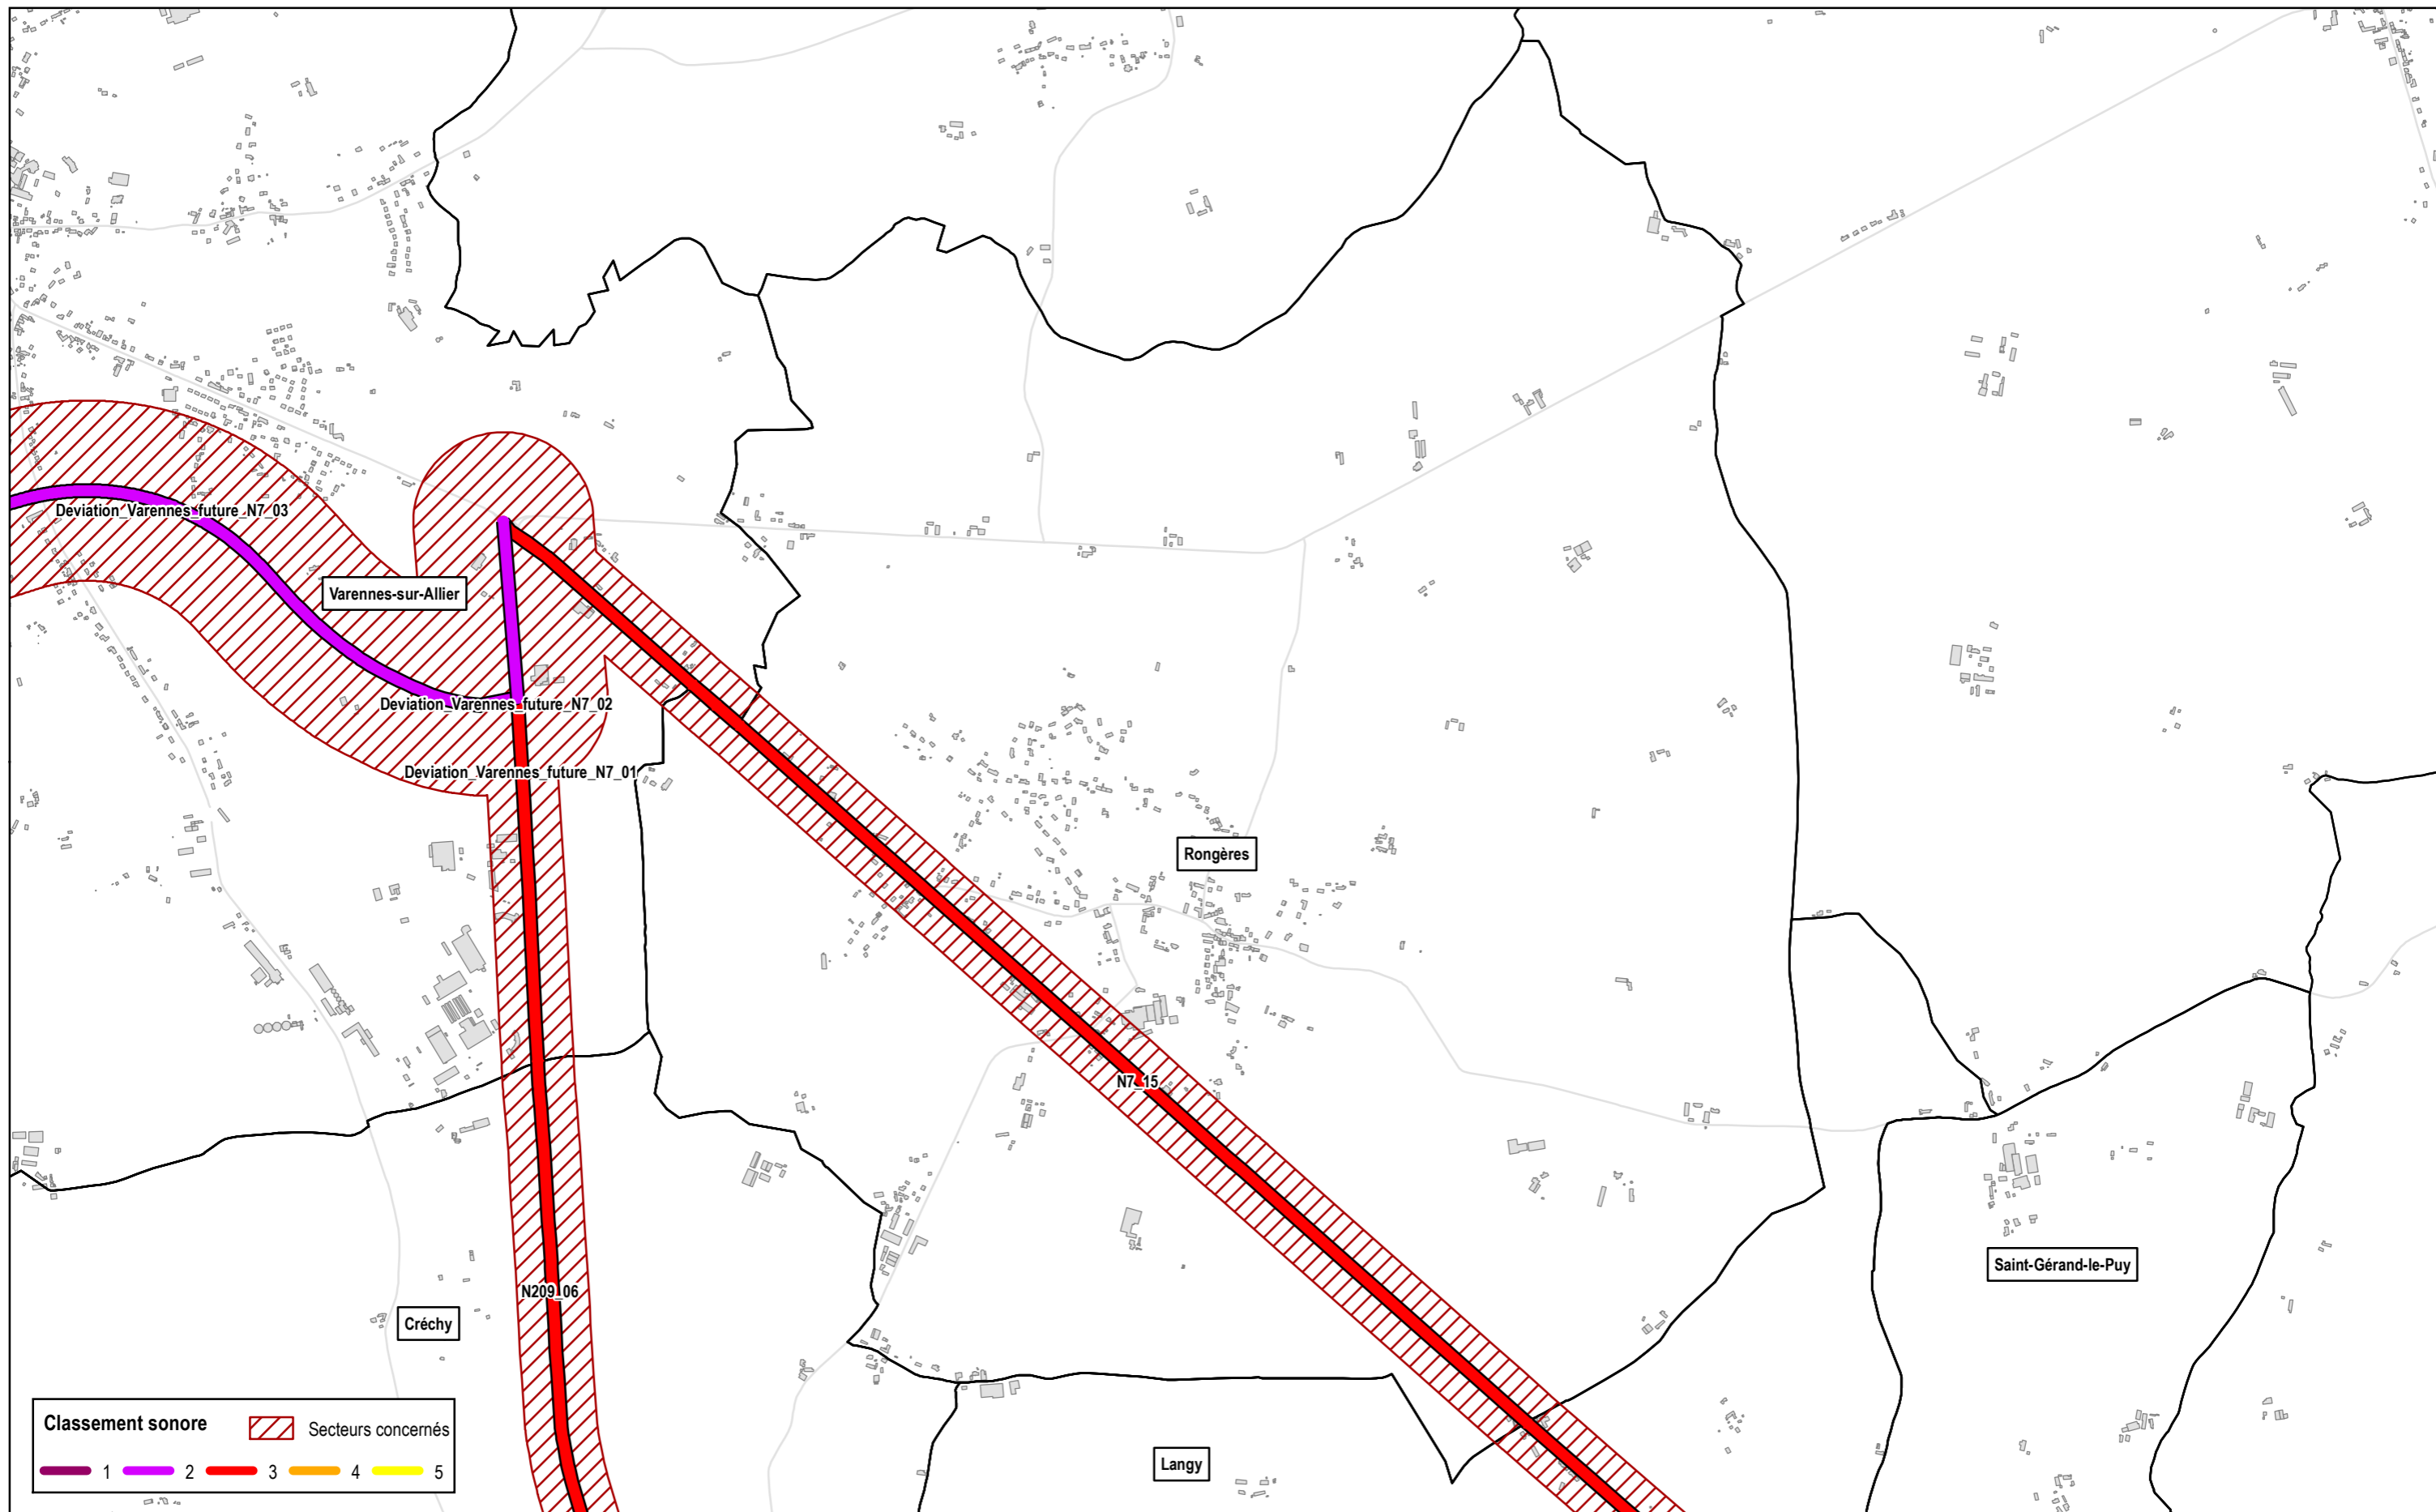 Deviation_Varennes_future_N7_03
Varennes-sur-Allier
Deviation_Varennes_future_N7_02
Deviation_Varennes_future_N7_01
Rongères
N7_15
Saint-Gérand-le-Puy
N209_06
Créchy
Langy
Classement sonore
Secteurs concernés
1 2 3 4 5